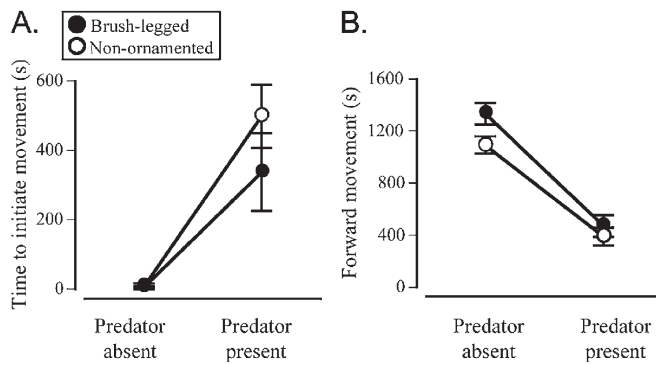 A.
Brush-legged
Non-ornamented
Time to initiate movement (s)
600
400
200
0
Predator absent
Predator present
B.
Forward movement (s)
1600
1200
800
400
0
Predator absent
Predator present